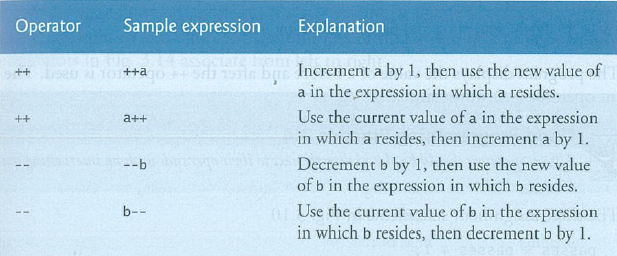 Operator Sample expression Explanation
++ ++a Increment a by 1, then use the new value of
a in the expression in which a resides.
++ a++ Use the current value of a in the expression
in which a resides, then increment a by 1.
-- --b Decrement b by 1, then use the new value
of b in the expression in which b resides.
-- b-- Use the current value of b in the expression
in which b resides, then decrement b by 1.